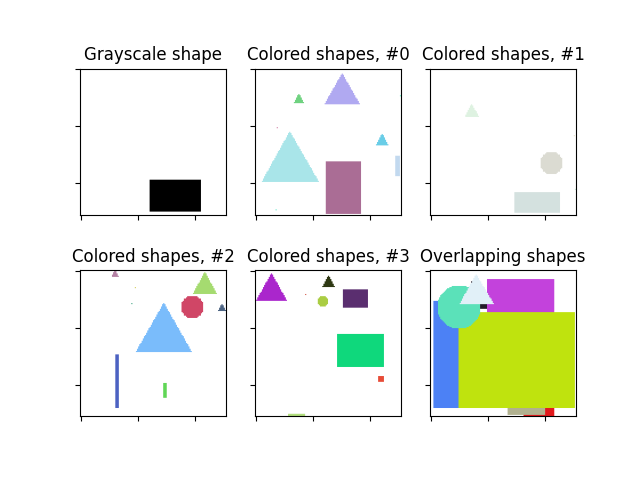 Grayscale shape
Colored shapes, #0
Colored shapes, #1
Colored shapes, #2
Colored shapes, #3
Overlapping shapes